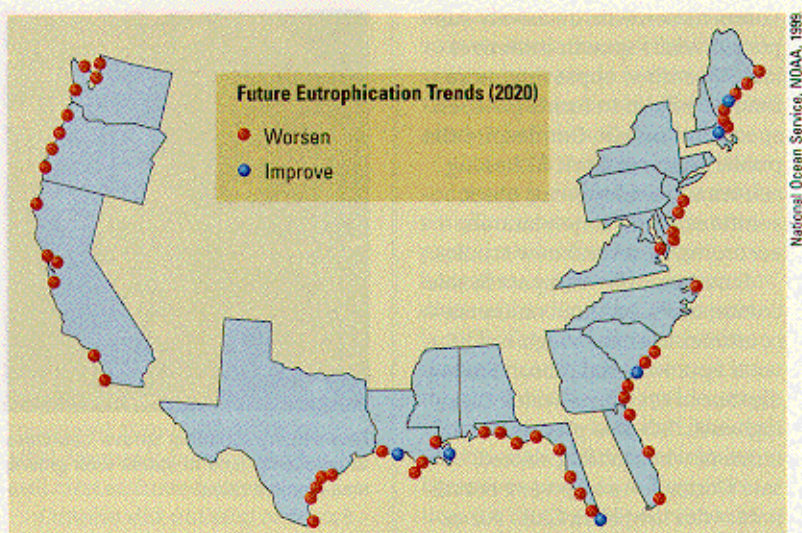 Future Eutrophication Trends (2020)
Worsen
Improve
National Ocean Service, NOAA, 1999